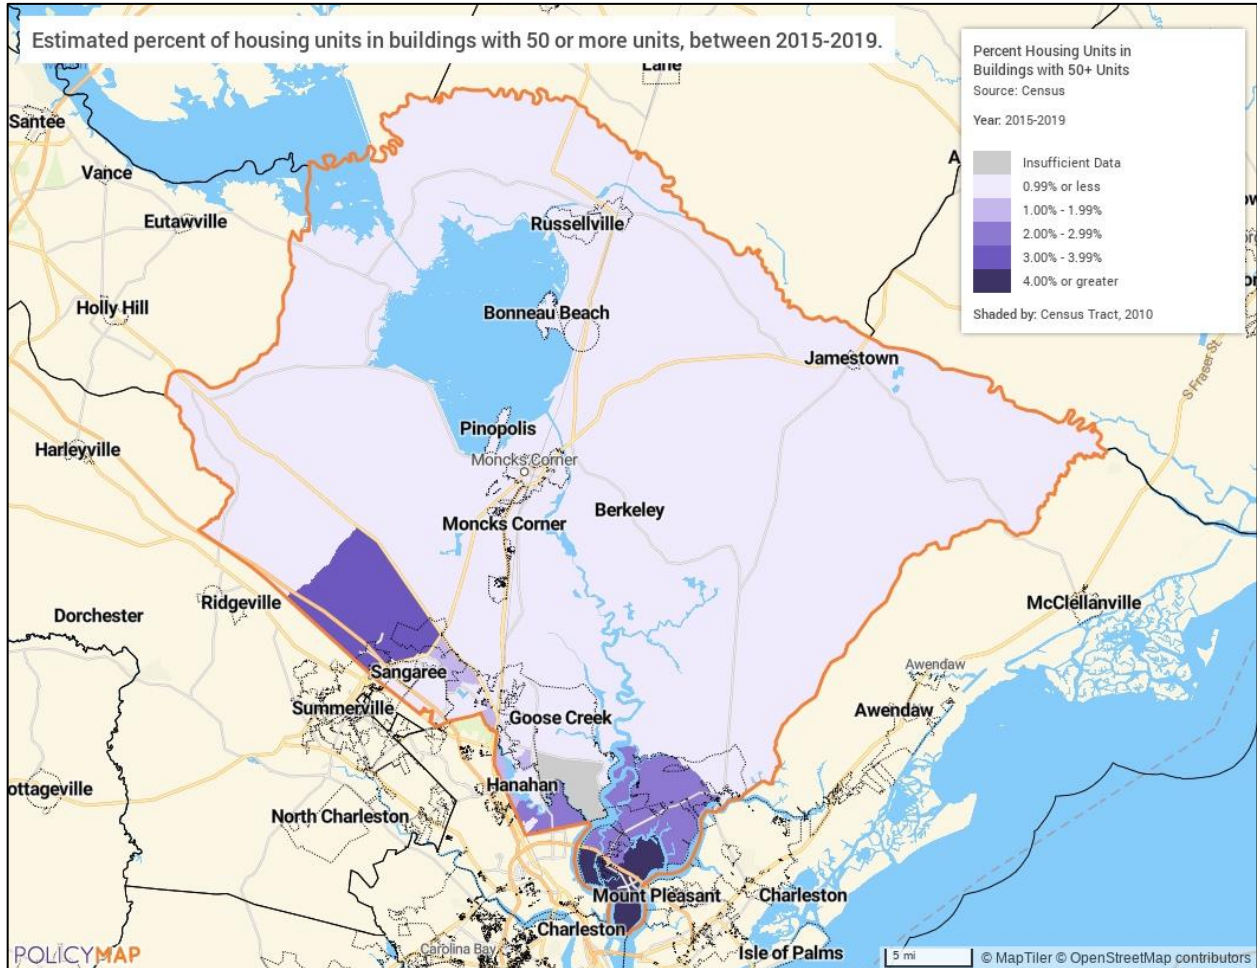 Estimated percent of housing units in buildings with 50 or more units, between 2015-2019.
Percent Housing Units in
Buildings with 50+ Units
Source: Census
Year: 2015-2019
Insufficient Data
0.99% or less
1.00% - 1.99%
2.00% - 2.99%
3.00% - 3.99%
4.00% or greater
Shaded by: Census Tract, 2010
Lane
Santee
Vance
Eutawville
Russellville
Holly Hill
Bonneau Beach
Jamestown
S Fraser St
Pinopolis
Harleyville
Moncks Corner
Berkeley
Moncks Corner
Ridgeville
Dorchester
McClellanville
Sangaree
Awendaw
Summerville
Goose Creek
Awendaw
Hanahan
ottageville
North Charleston
Mount Pleasant
Charleston
Charleston
Carolina Bay
Isle of Palms
POLICYMAP
5 mi
© MapTiler © OpenStreetMap contributors